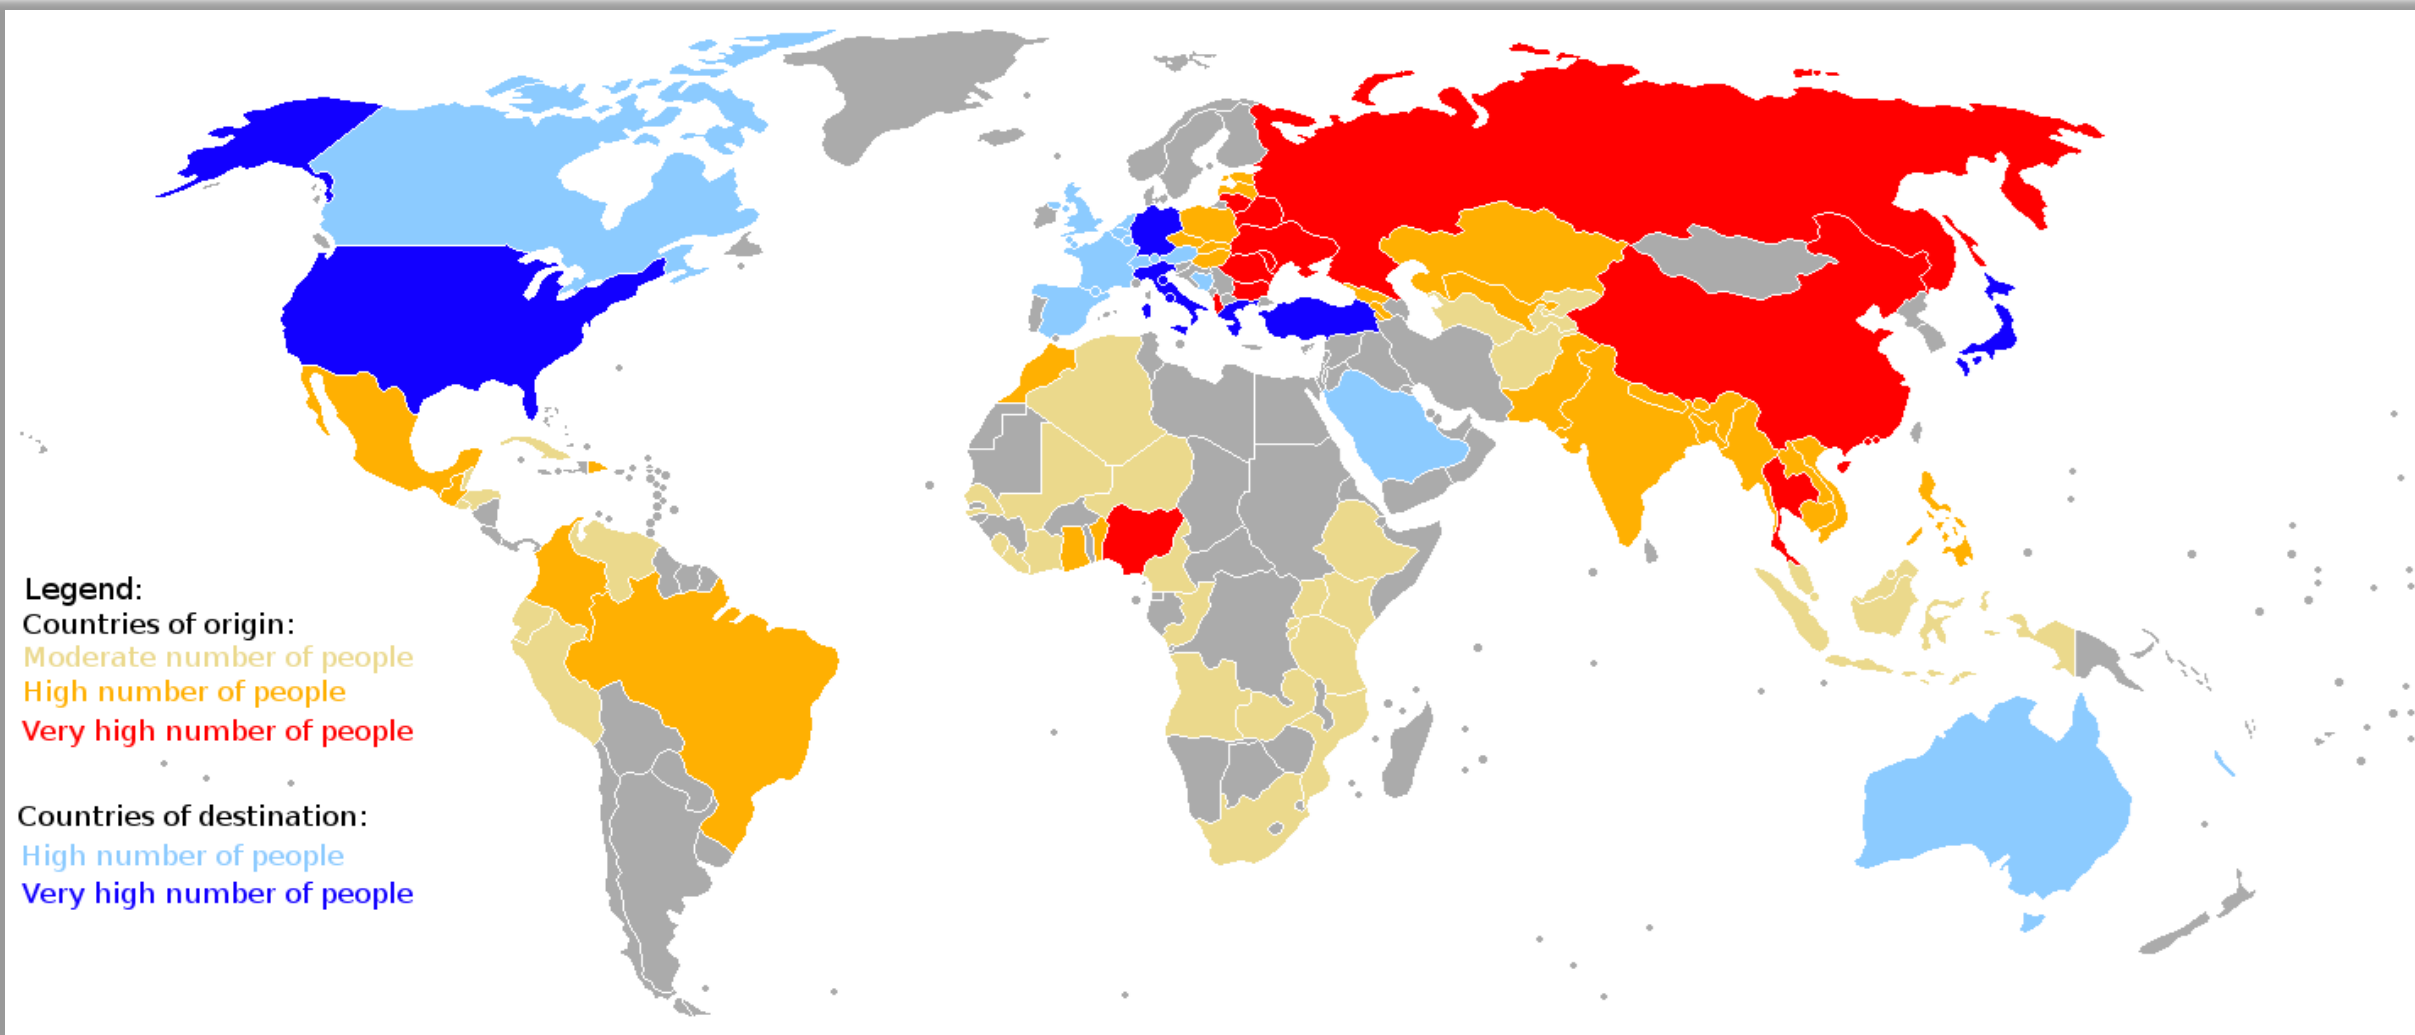 Legend:
Countries of origin:
Moderate number of people
High number of people
Very high number of people
Countries of destination:
High number of people
Very high number of people